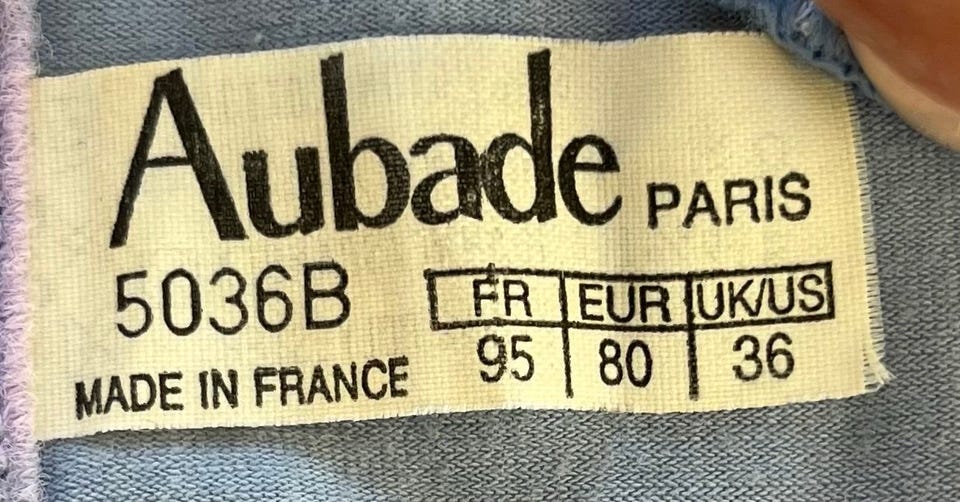 Aubade PARIS
5036B
FR EUR UK/US
95 80 36
MADE IN FRANCE